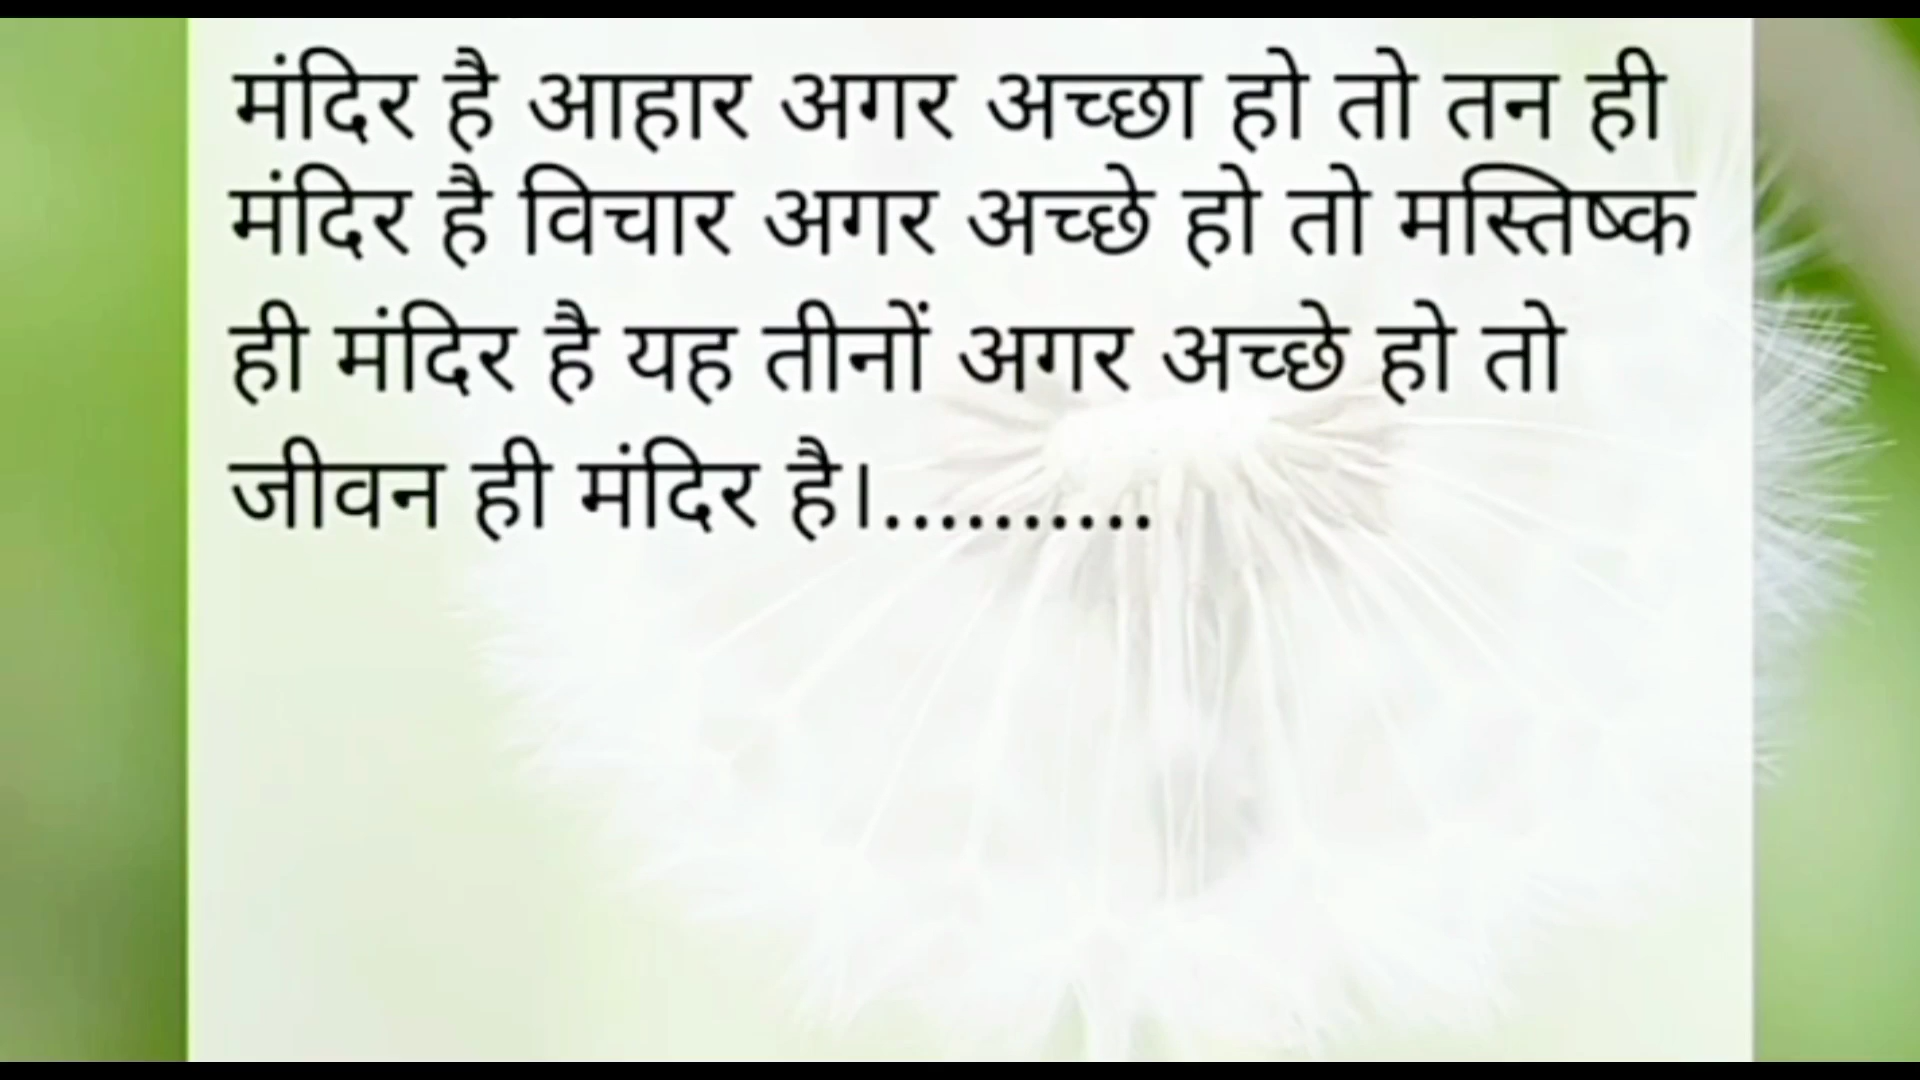 मंदिर है आहार अगर अच्छा हो तो तन ही
मंदिर है विचार अगर अच्छे हो तो मस्तिष्क
ही मंदिर है यह तीनों अगर अच्छे हो तो
जीवन ही मंदिर है।..........